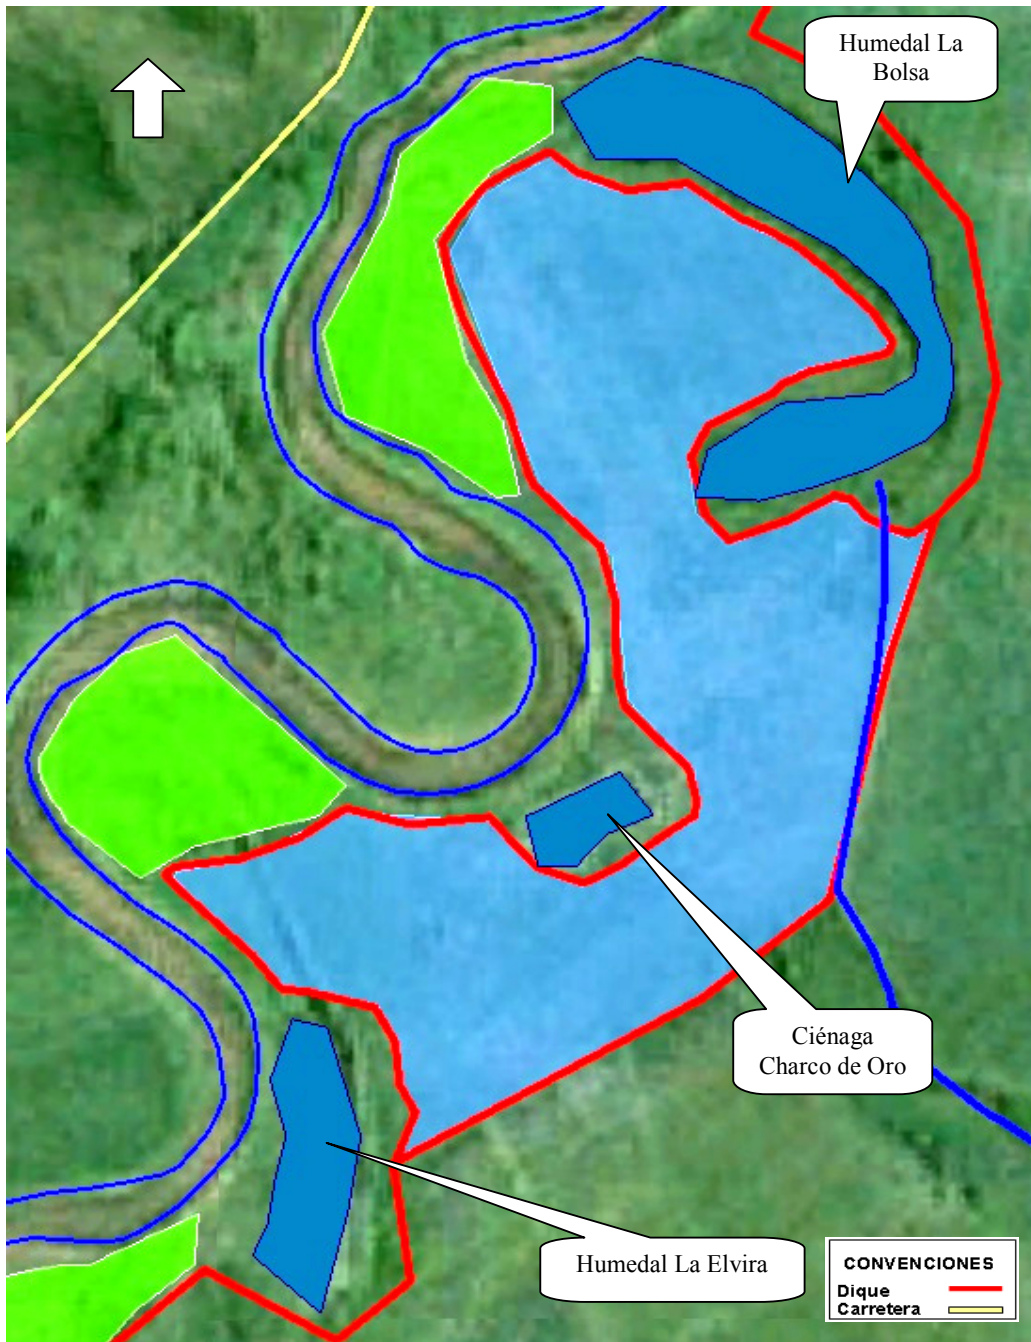 Humedal La
Bolsa
Ciénaga
Charco de Oro
Humedal La Elvira
CONVENCIONES
Dique
Carretera